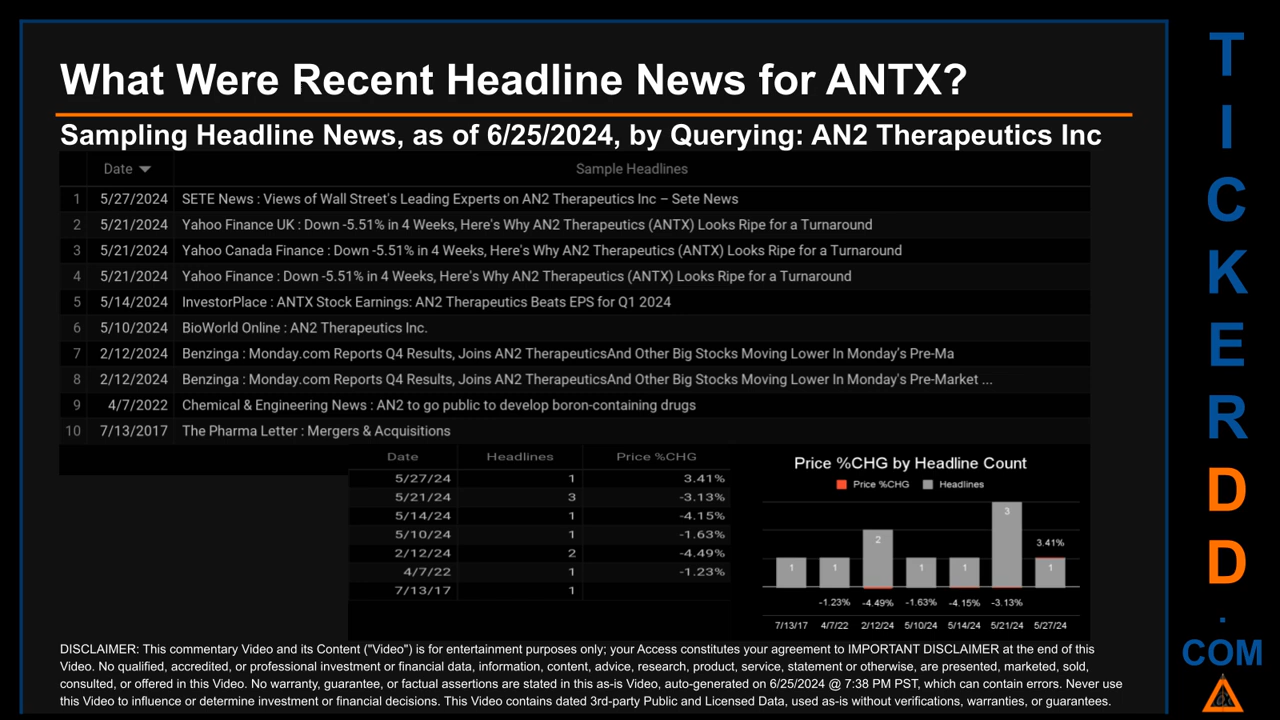 What Were Recent Headline News for ANTX?
Sampling Headline News, as of 6/25/2024, by Querying: AN2 Therapeutics Inc
Date Sample Headlines
1 5/27/2024 SETE News : Views of Wall Street's Leading Experts on AN2 Therapeutics Inc – Sete News
2 5/21/2024 Yahoo Finance UK : Down -5.51% in 4 Weeks, Here's Why AN2 Therapeutics (ANTX) Looks Ripe for a Turnaround
3 5/21/2024 Yahoo Canada Finance : Down -5.51% in 4 Weeks, Here's Why AN2 Therapeutics (ANTX) Looks Ripe for a Turnaround
4 5/21/2024 Yahoo Finance : Down -5.51% in 4 Weeks, Here's Why AN2 Therapeutics (ANTX) Looks Ripe for a Turnaround
5 5/14/2024 InvestorPlace : ANTX Stock Earnings: AN2 Therapeutics Beats EPS for Q1 2024
6 5/10/2024 BioWorld Online : AN2 Therapeutics Inc.
7 2/12/2024 Benzinga : Monday.com Reports Q4 Results, Joins AN2 TherapeuticsAnd Other Big Stocks Moving Lower In Monday's Pre-Ma
8 2/12/2024 Benzinga : Monday.com Reports Q4 Results, Joins AN2 TherapeuticsAnd Other Big Stocks Moving Lower In Monday's Pre-Market ...
9 4/7/2022 Chemical & Engineering News : AN2 to go public to develop boron-containing drugs
10 7/13/2017 The Pharma Letter : Mergers & Acquisitions
Date Headlines Price %CHG
5/27/24 1 3.41%
5/21/24 3 -3.13%
5/14/24 1 -4.15%
5/10/24 1 -1.63%
2/12/24 2 -4.49%
4/7/22 1 -1.23%
7/13/17 1
Price %CHG by Headline Count
Price %CHG Headlines
1 1 2 1 1 3 1
3.41%
-1.23% -4.49% -1.63% -4.15% -3.13%
7/13/17 4/7/22 2/12/24 5/10/24 5/14/24 5/21/24 5/27/24
DISCLAIMER: This commentary Video and its Content ("Video") is for entertainment purposes only; your Access constitutes your agreement to IMPORTANT DISCLAIMER at the end of this
Video. No qualified, accredited, or professional investment or financial data, information, content, advice, research, product, service, statement or otherwise, are presented, marketed, sold,
consulted, or offered in this Video. No warranty, guarantee, or factual assertions are stated in this as-is Video, auto-generated on 6/25/2024 @ 7:38 PM PST, which can contain errors. Never use
this Video to influence or determine investment or financial decisions. This Video contains dated 3rd-party Public and Licensed Data, used as-is without verifications, warranties, or guarantees.
TICKERDD.COM